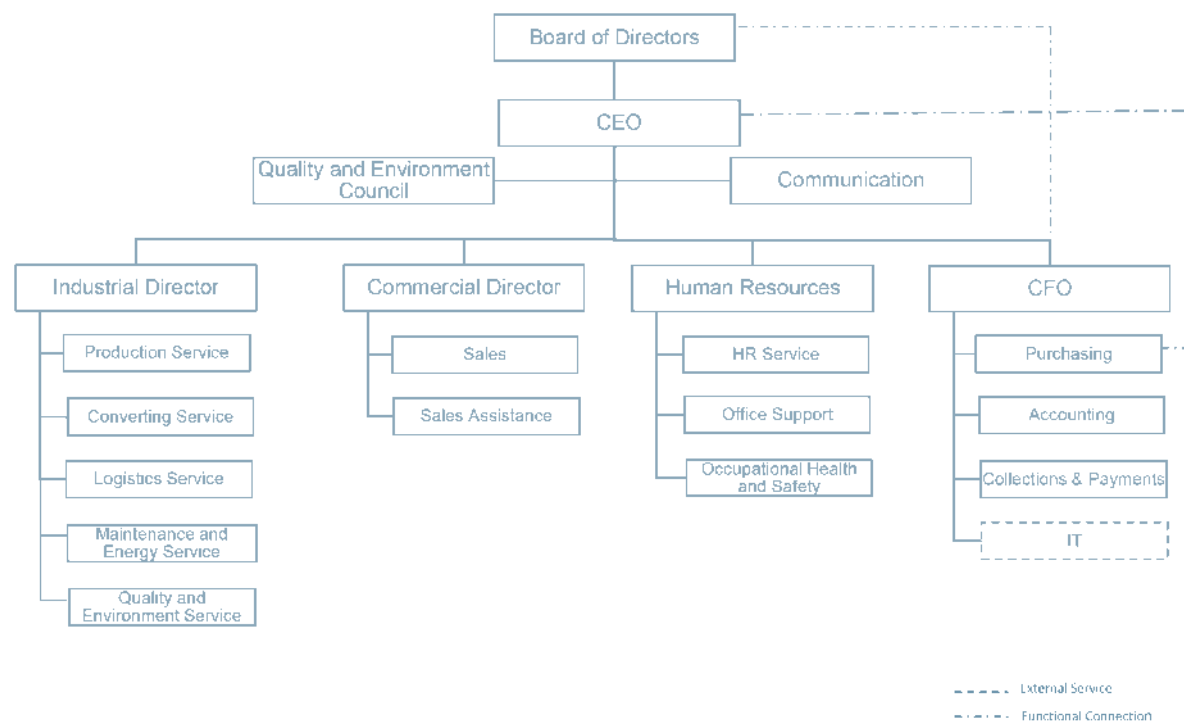 Board of Directors
CEO
Quality and Environment
Council
Communication
Industrial Director
Commercial Director
Human Resources
CFO
Production Service
Sales
HR Service
Purchasing
Converting Service
Sales Assistance
Office Support
Accounting
Logistics Service
Occupational Health
and Safety
Collections & Payments
Maintenance and
Energy Service
IT
Quality and
Environment Service
External Service
Functional Connection